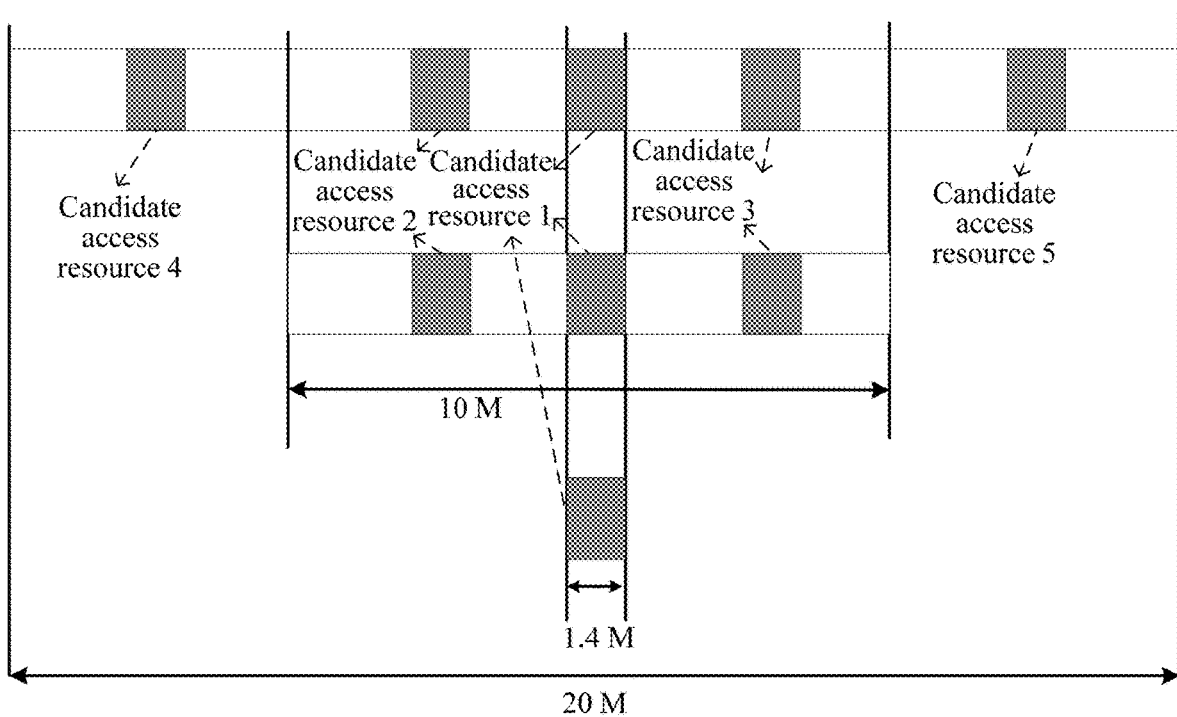 Candidate
access
resource 4
Candidate
access
resource 2
Candidate
access
resource 1
Candidate
access
resource 3
Candidate
access
resource 5
10 M
1.4 M
20 M